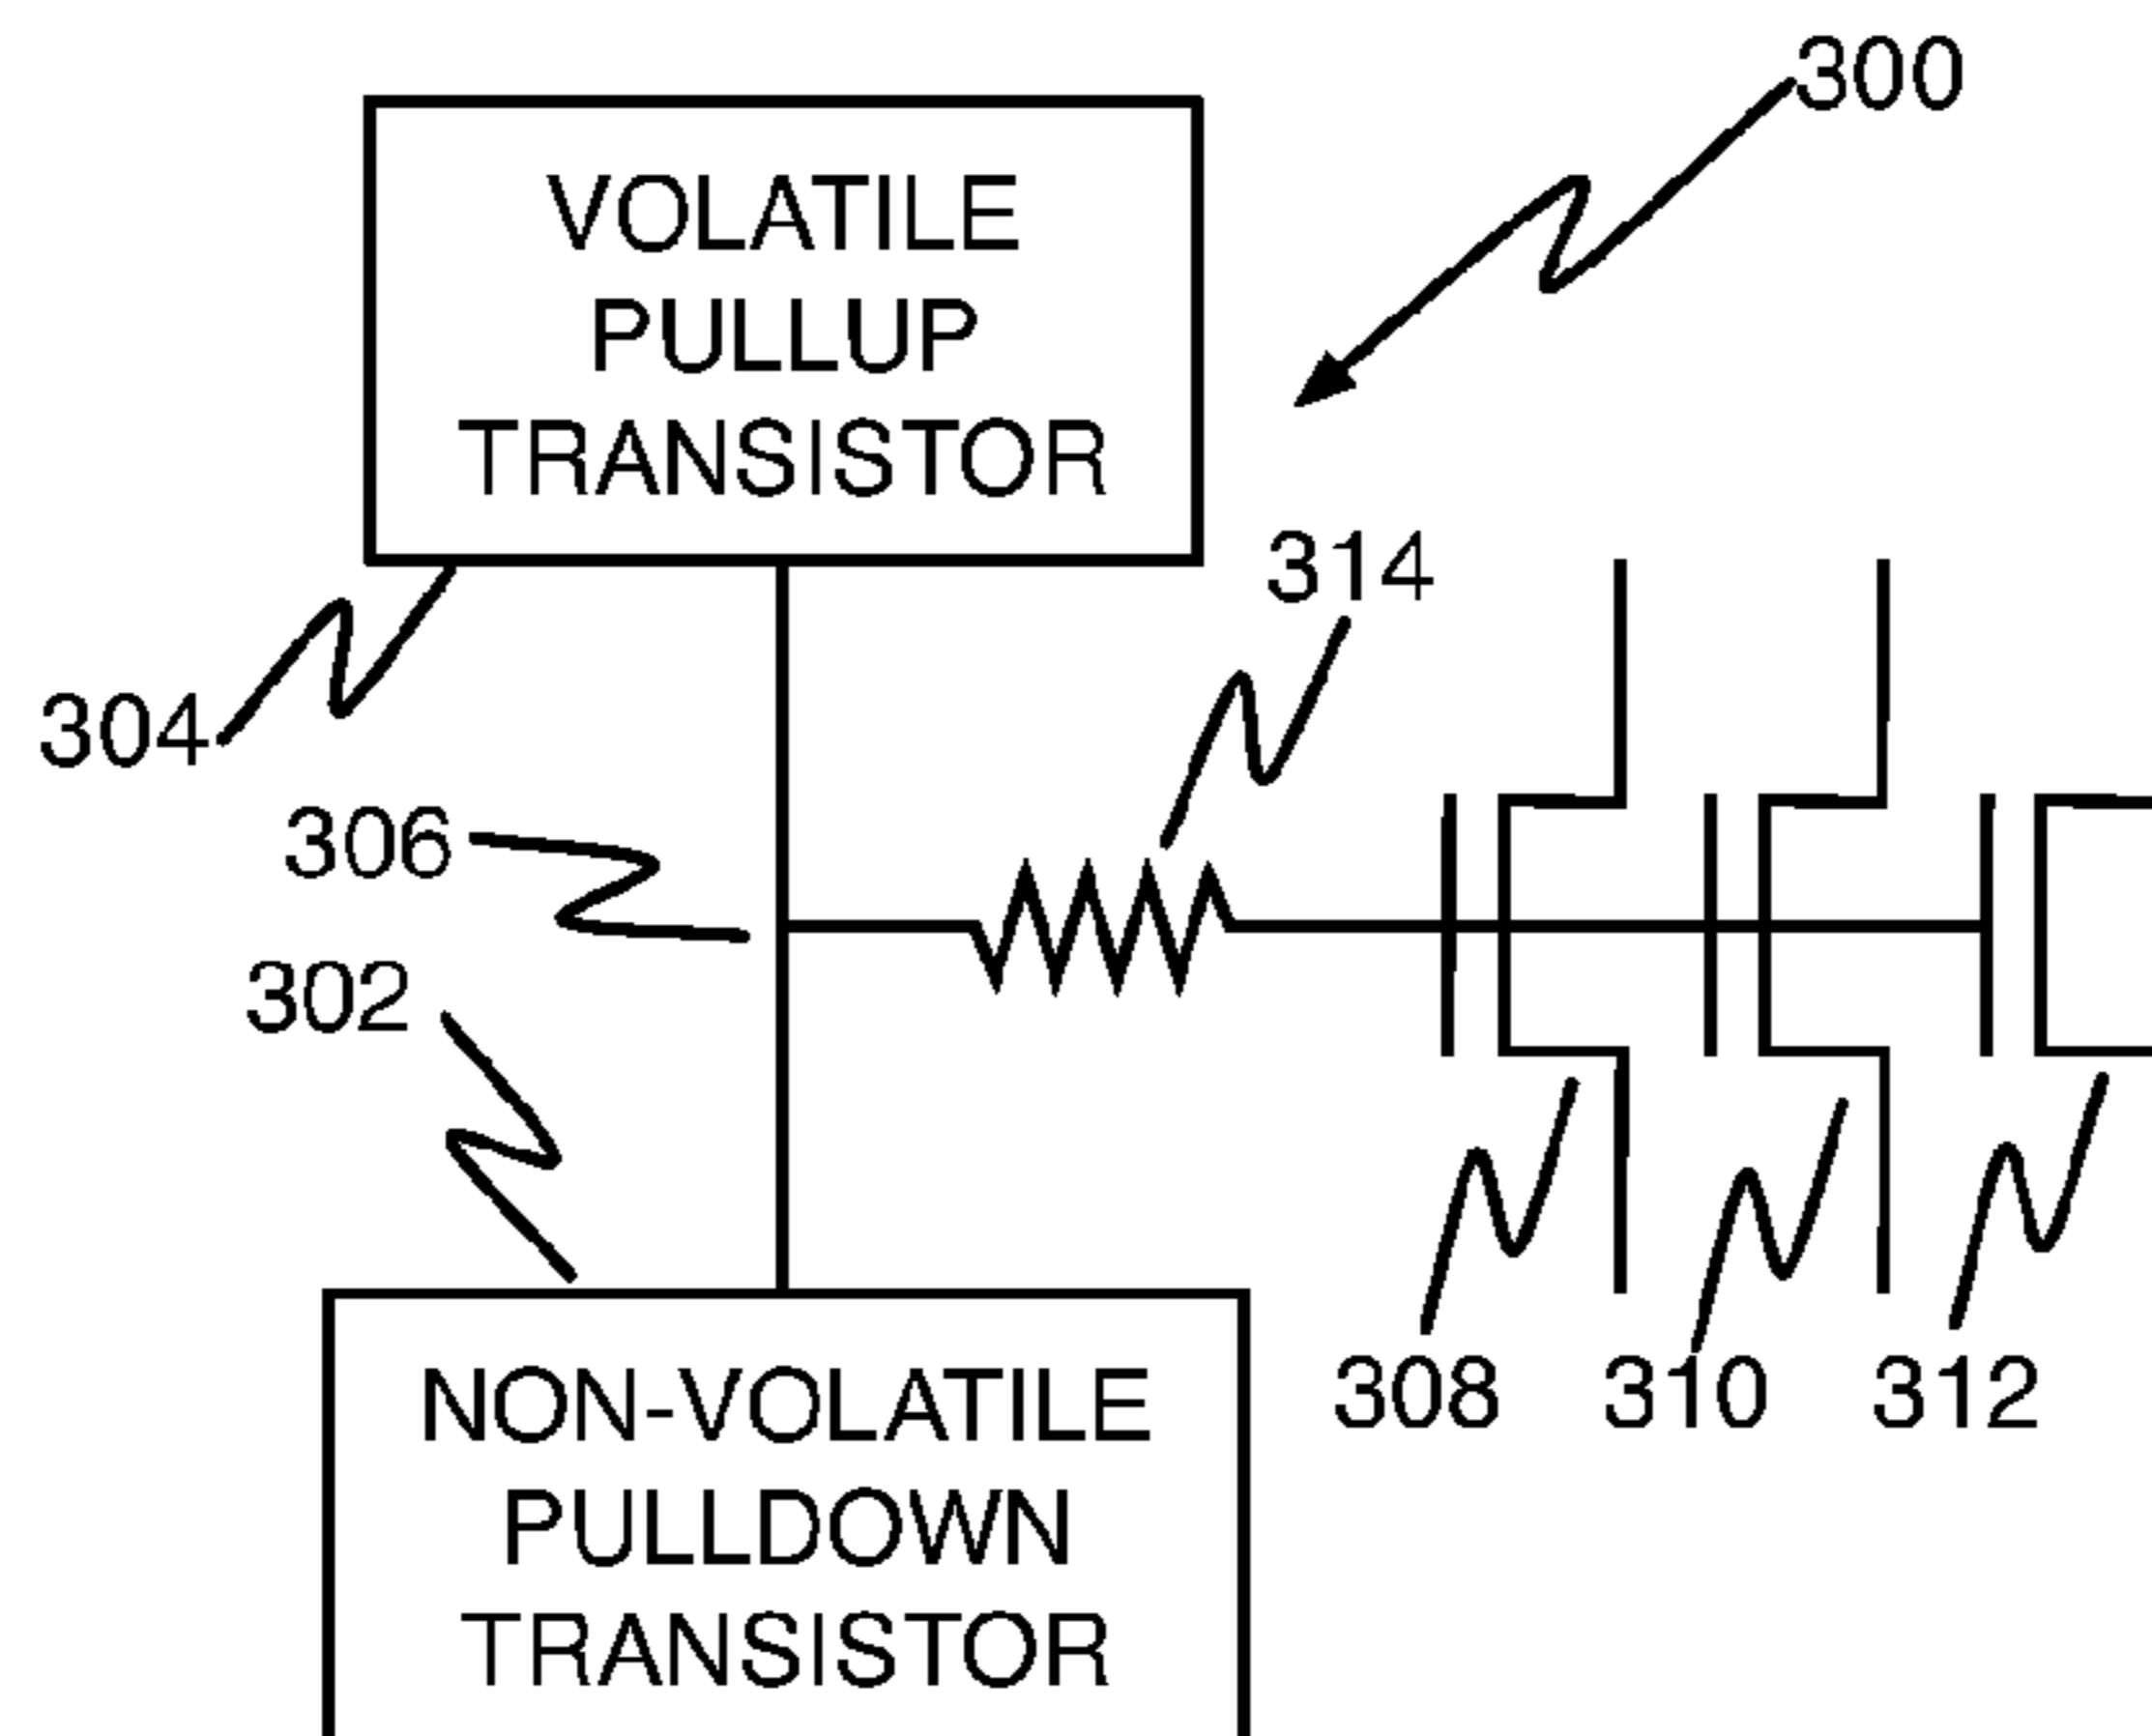 300
VOLATILE
PULLUP
TRANSISTOR
314
304
306
302
308 310 312
NON-VOLATILE
PULLDOWN
TRANSISTOR